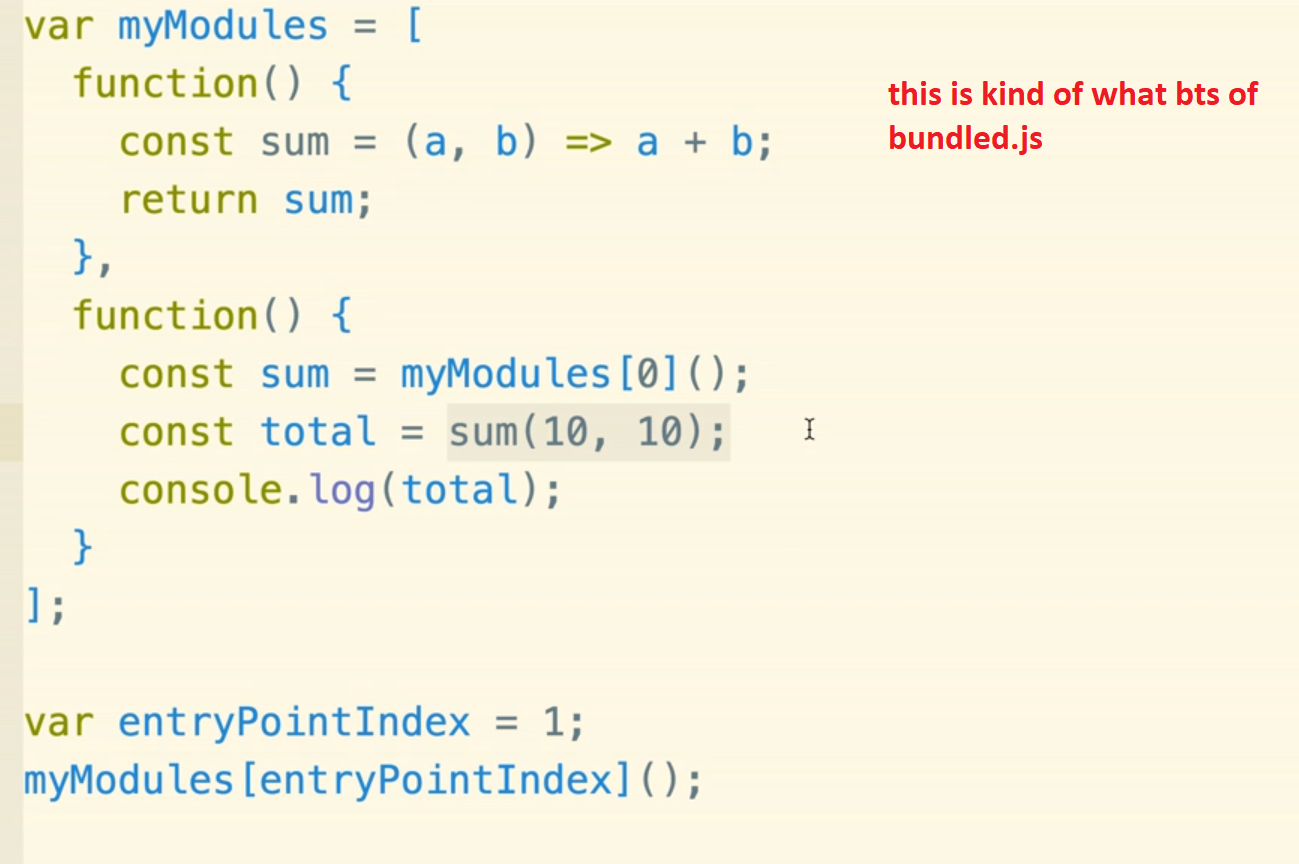 var myModules = [
  function() {
    const sum = (a, b) => a + b;
    return sum;
  },
  function() {
    const sum = myModules[0]();
    const total = sum(10, 10);
    console.log(total);
  }
];

var entryPointIndex = 1;
myModules[entryPointIndex]();
this is kind of what bts of
bundled.js